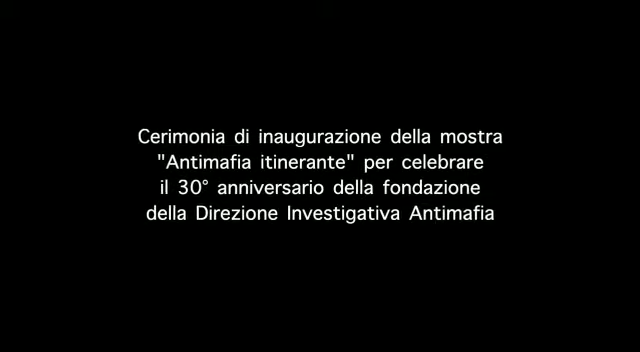 Cerimonia di inaugurazione della mostra
"Antimafia itinerante" per celebrare
il 30° anniversario della fondazione
della Direzione Investigativa Antimafia